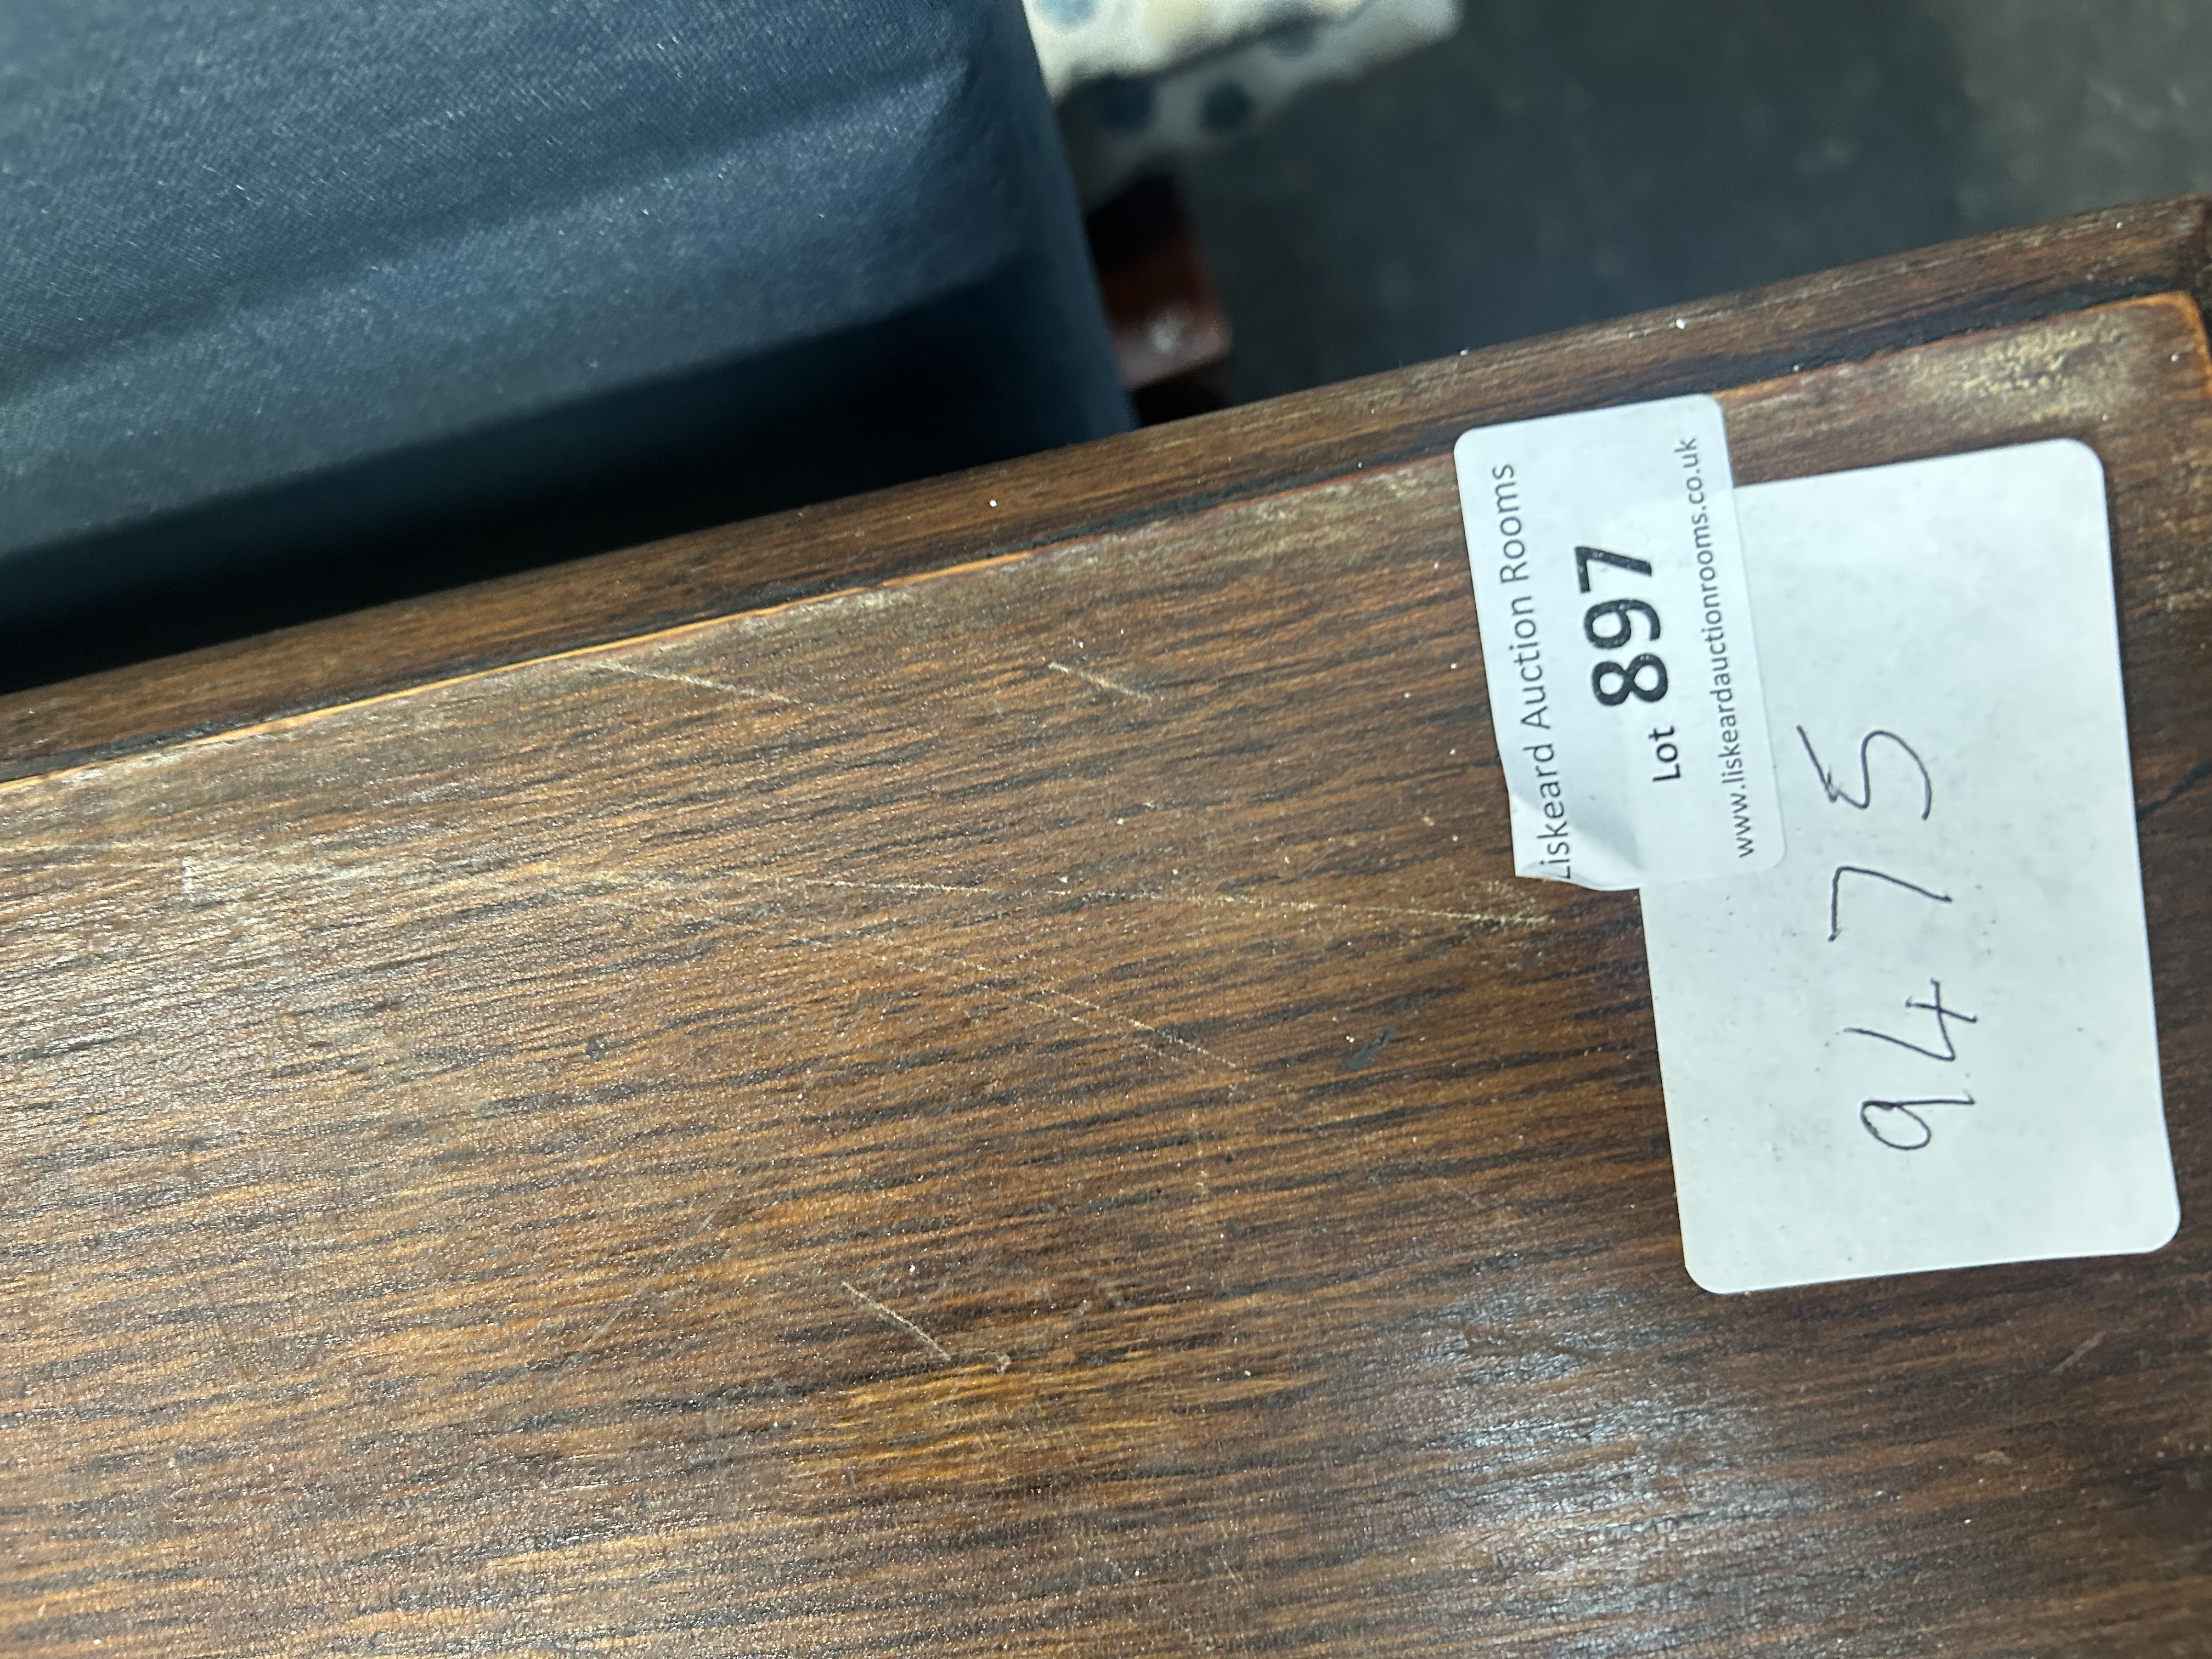 Liskeard Auction Rooms
Lot 897
www.liskeardauctionrooms.co.uk
9475